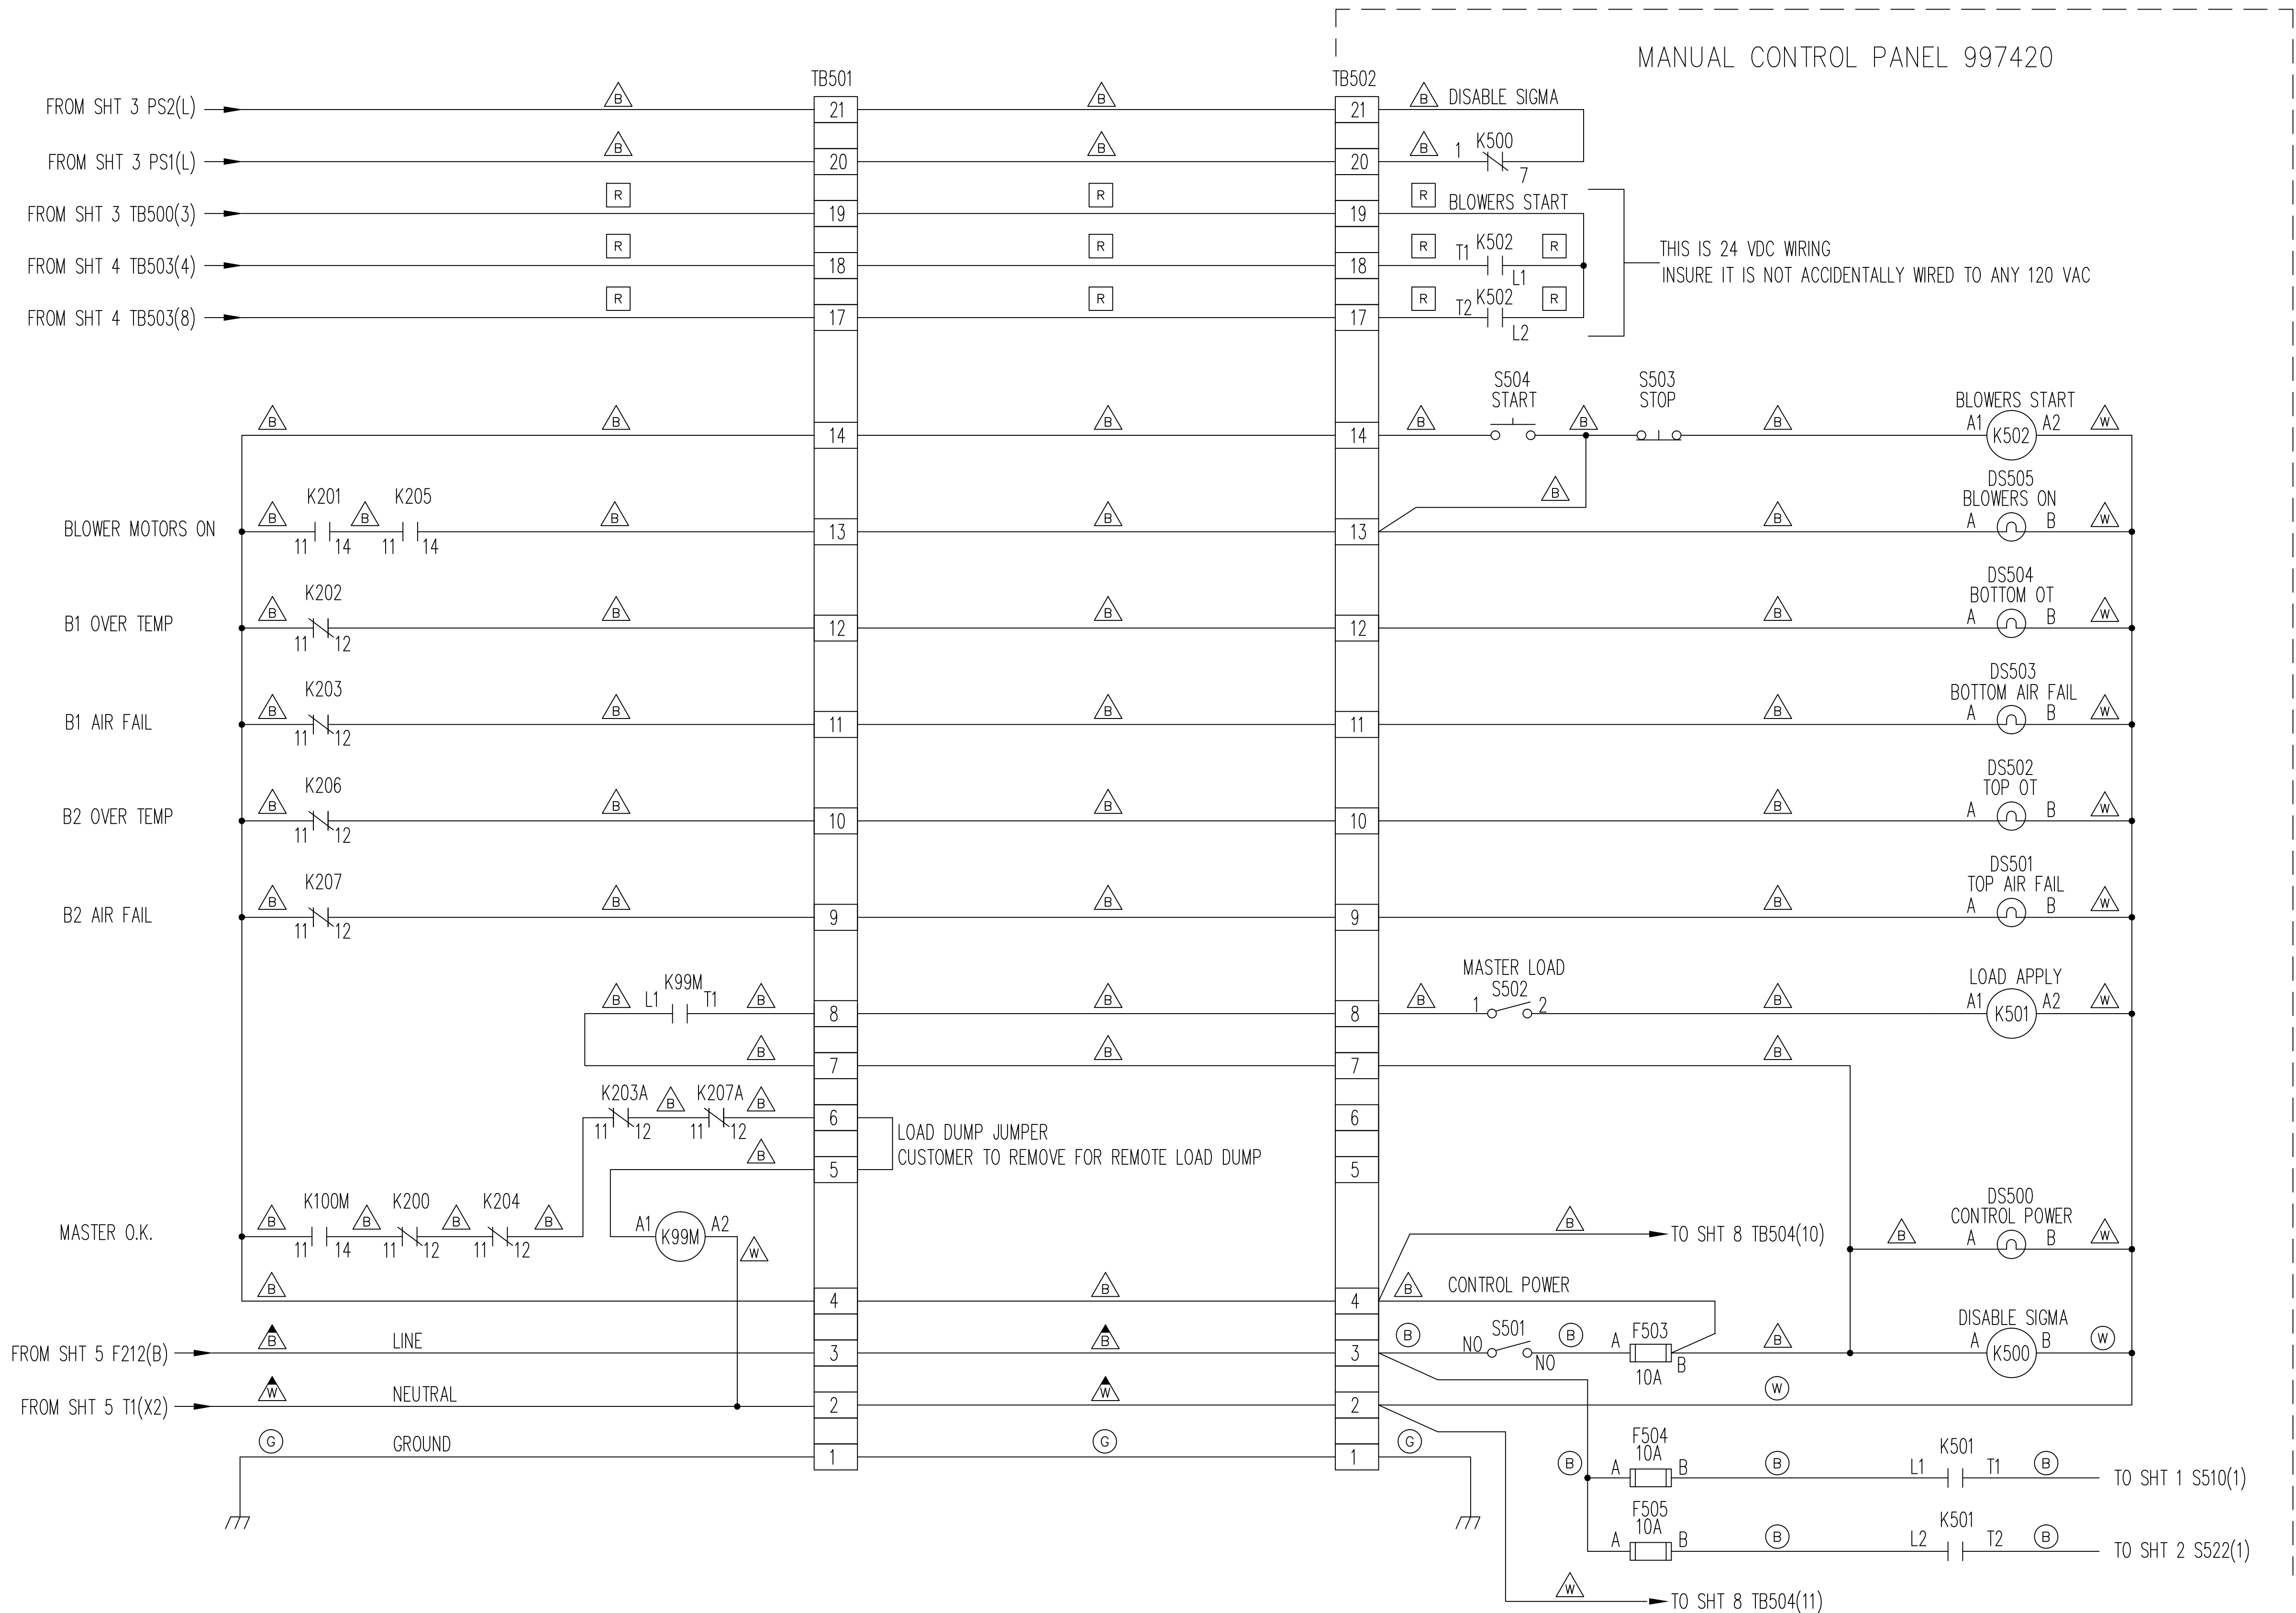 MANUAL CONTROL PANEL 997420
TB501
TB502
FROM SHT 3 PS2(L)
B
21
B
21
B
DISABLE SIGMA
FROM SHT 3 PS1(L)
B
20
B
20
B
1
K500
7
FROM SHT 3 TB500(3)
R
19
R
19
R
BLOWERS START
FROM SHT 4 TB503(4)
R
18
R
18
R
T1
K502
L1
R
THIS IS 24 VDC WIRING
INSURE IT IS NOT ACCIDENTALLY WIRED TO ANY 120 VAC
FROM SHT 4 TB503(8)
R
17
R
17
R
T2
K502
L2
R
B
B
14
B
14
B
S504
START
B
S503
STOP
B
BLOWERS START
A1
K502
A2
W
BLOWER MOTORS ON
B
K201
11
14
B
K205
11
14
B
13
B
13
B
B
DS505
BLOWERS ON
A
B
W
B1 OVER TEMP
B
K202
11
12
B
12
B
12
B
DS504
BOTTOM OT
A
B
W
B1 AIR FAIL
B
K203
11
12
B
11
B
11
B
DS503
BOTTOM AIR FAIL
A
B
W
B2 OVER TEMP
B
K206
11
12
B
10
B
10
B
DS502
TOP OT
A
B
W
B2 AIR FAIL
B
K207
11
12
B
9
B
9
B
DS501
TOP AIR FAIL
A
B
W
B
L1
K99M
T1
B
8
B
8
B
MASTER LOAD
S502
1
2
B
LOAD APPLY
A1
K501
A2
W
B
7
B
7
B
K203A
11
12
B
K207A
11
12
B
6
6
LOAD DUMP JUMPER
CUSTOMER TO REMOVE FOR REMOTE LOAD DUMP
B
5
5
MASTER O.K.
B
K100M
11
14
B
K200
11
12
B
K204
11
12
B
A1
K99M
A2
W
B
TO SHT 8 TB504(10)
B
DS500
CONTROL POWER
A
B
W
B
4
B
4
B
CONTROL POWER
FROM SHT 5 F212(B)
B
LINE
3
B
3
B
NO
S501
NO
B
A
F503
10A
B
B
DISABLE SIGMA
A
K500
B
W
FROM SHT 5 T1(X2)
W
NEUTRAL
2
W
2
W
G
GROUND
1
G
1
G
B
F504
10A
A
B
B
L1
K501
T1
B
TO SHT 1 S510(1)
F505
10A
A
B
B
L2
K501
T2
B
TO SHT 2 S522(1)
W
TO SHT 8 TB504(11)